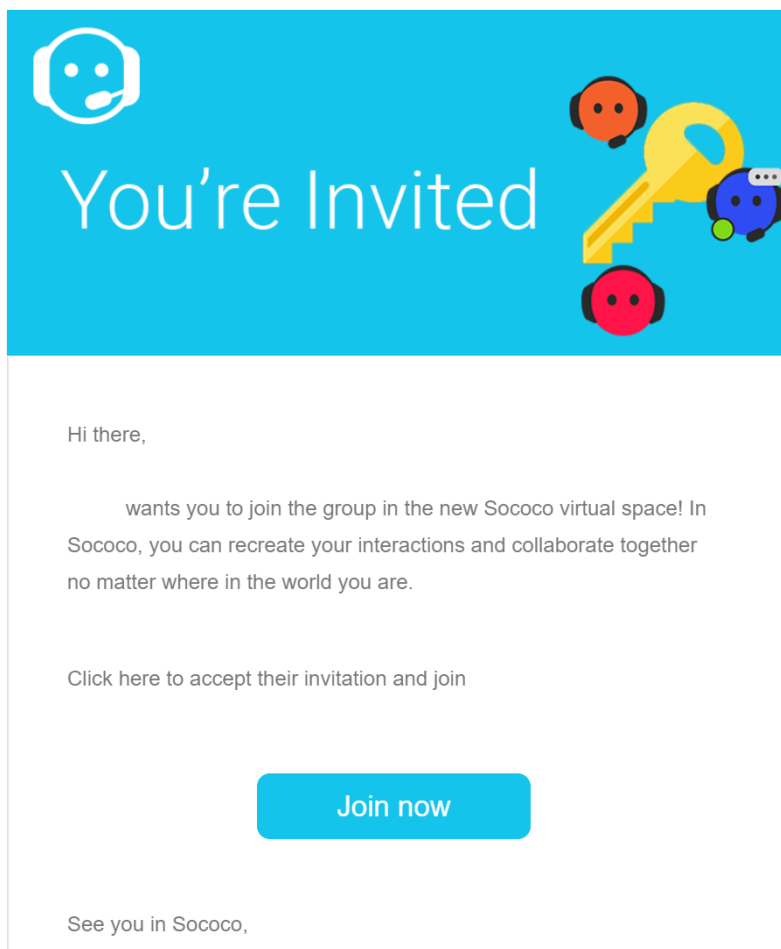 You’re Invited
Hi there,
wants you to join the group in the new Sococo virtual space! In
Sococo, you can recreate your interactions and collaborate together
no matter where in the world you are.
Click here to accept their invitation and join
Join now
See you in Sococo,